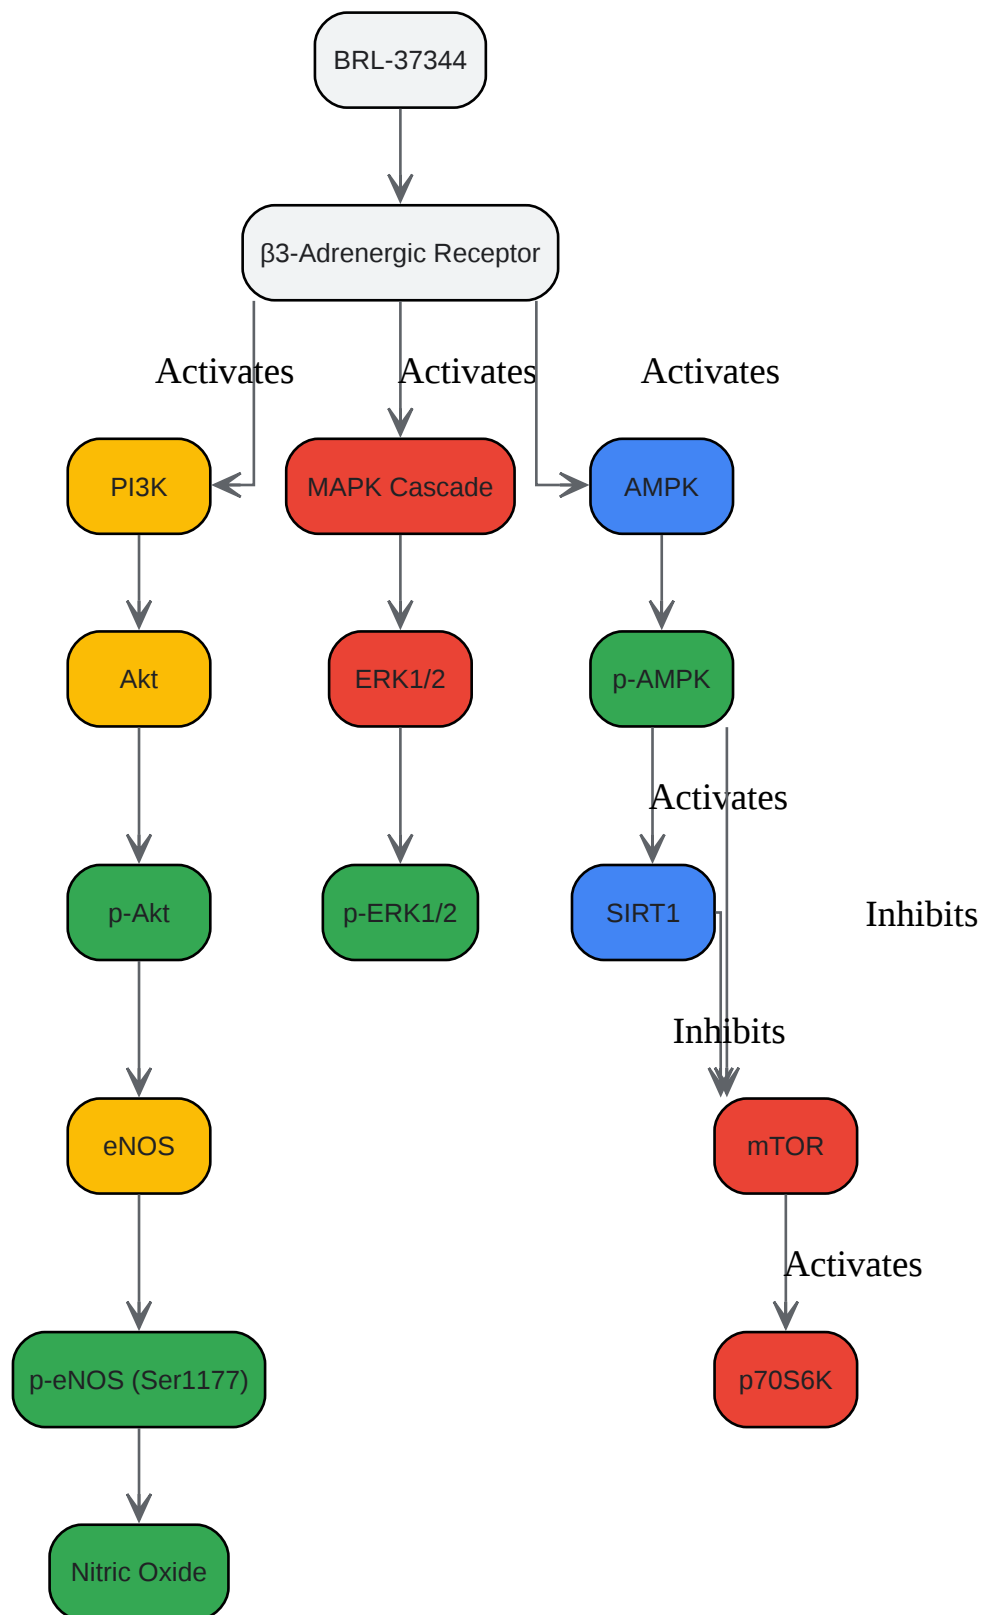 BRL-37344
β3-Adrenergic Receptor
Activates
Activates
Activates
PI3K
MAPK Cascade
AMPK
Akt
ERK1/2
p-AMPK
Activates
p-Akt
p-ERK1/2
SIRT1
Inhibits
Inhibits
eNOS
mTOR
Activates
p-eNOS (Ser1177)
p70S6K
Nitric Oxide